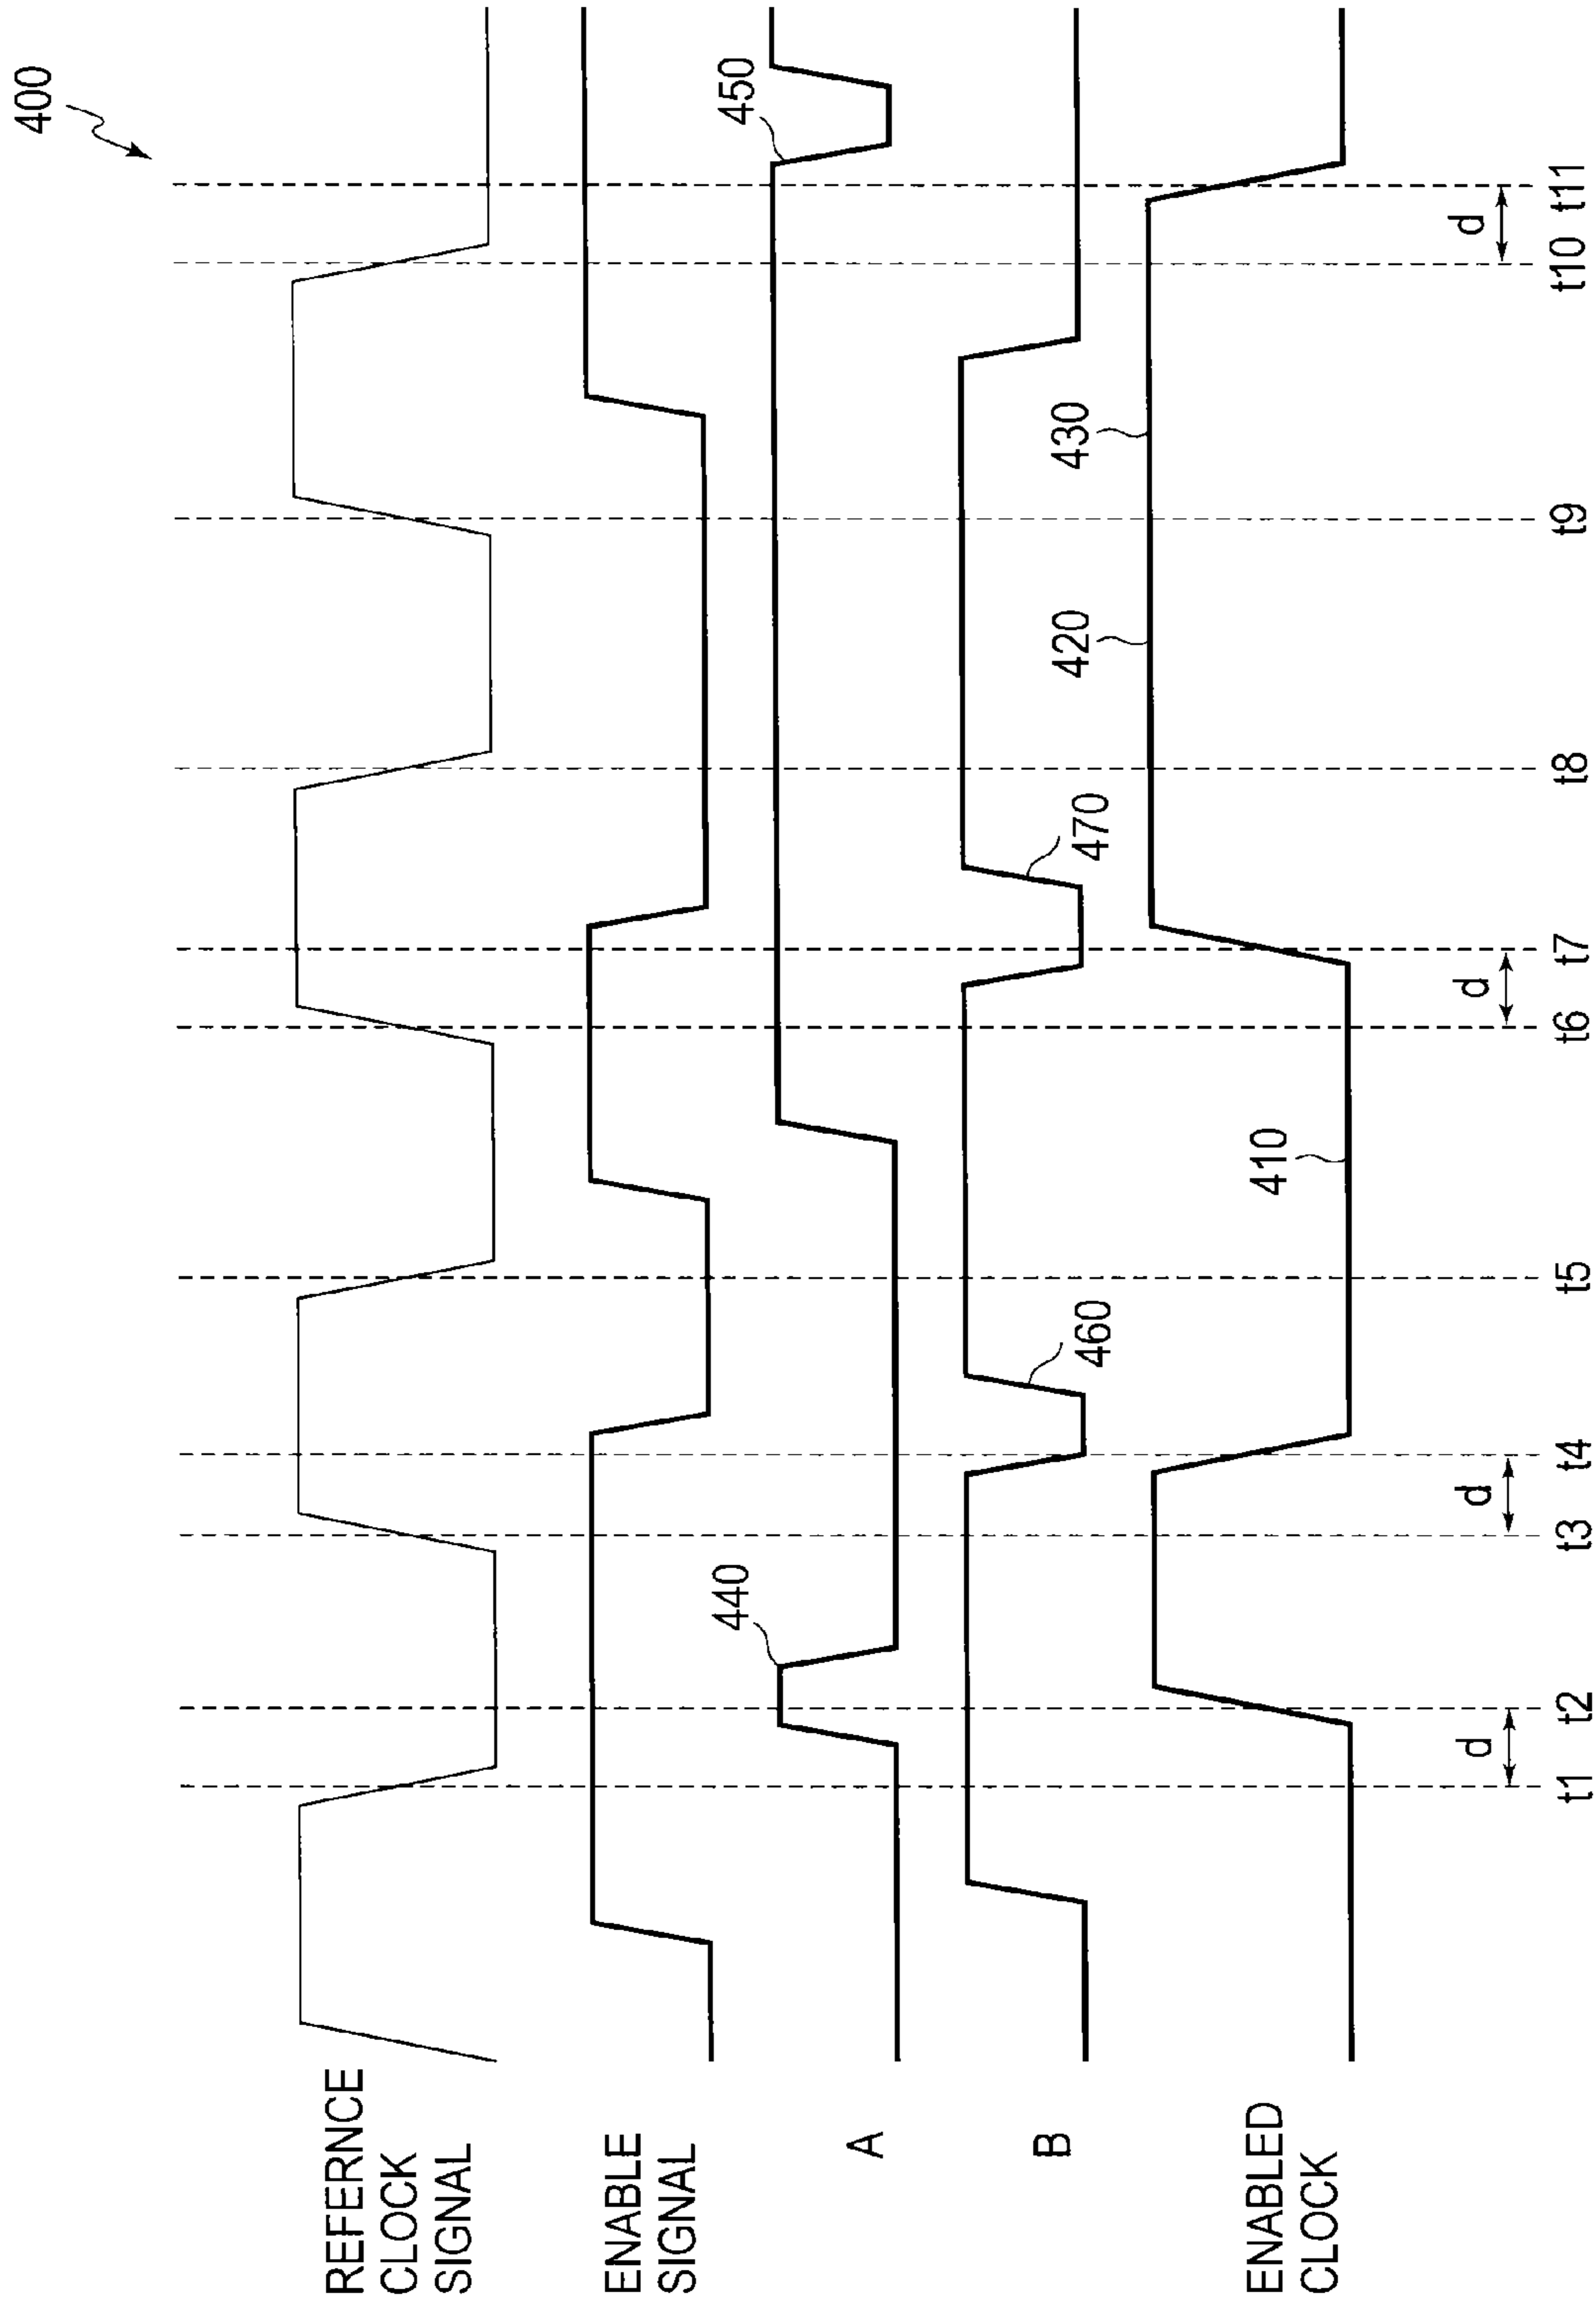 400
REFERNCE
CLOCK
SIGNAL
ENABLE
SIGNAL
440
450
A
B
460
470
ENABLED
CLOCK
410
420
430
d
d
d
d
t1
t2
t3
t4
t5
t6
t7
t8
t9
t10
t11